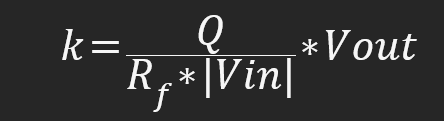 k = Q / (R_f * |Vin|) * Vout